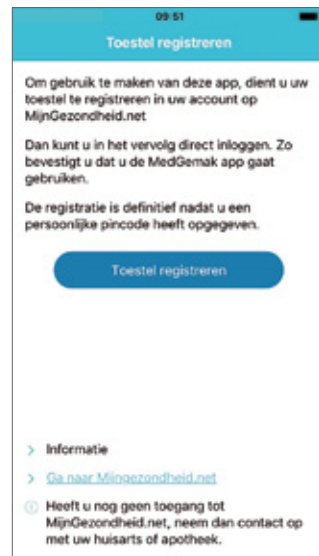 09:51
Toestel registreren
Om gebruik te maken van deze app, dient u uw
toestel te registreren in uw account op
MijnGezondheid.net
Dan kunt u in het vervolg direct inloggen. Zo
bevestigt u dat u de MedGemak app gaat
gebruiken.
De registratie is definitief nadat u een
persoonlijke pincode heeft opgegeven.
Toestel registreren
> Informatie
> Ga naar Mijngezondheid.net
Heeft u nog geen toegang tot
MijnGezondheid.net, neem dan contact op
met uw huisarts of apotheek.